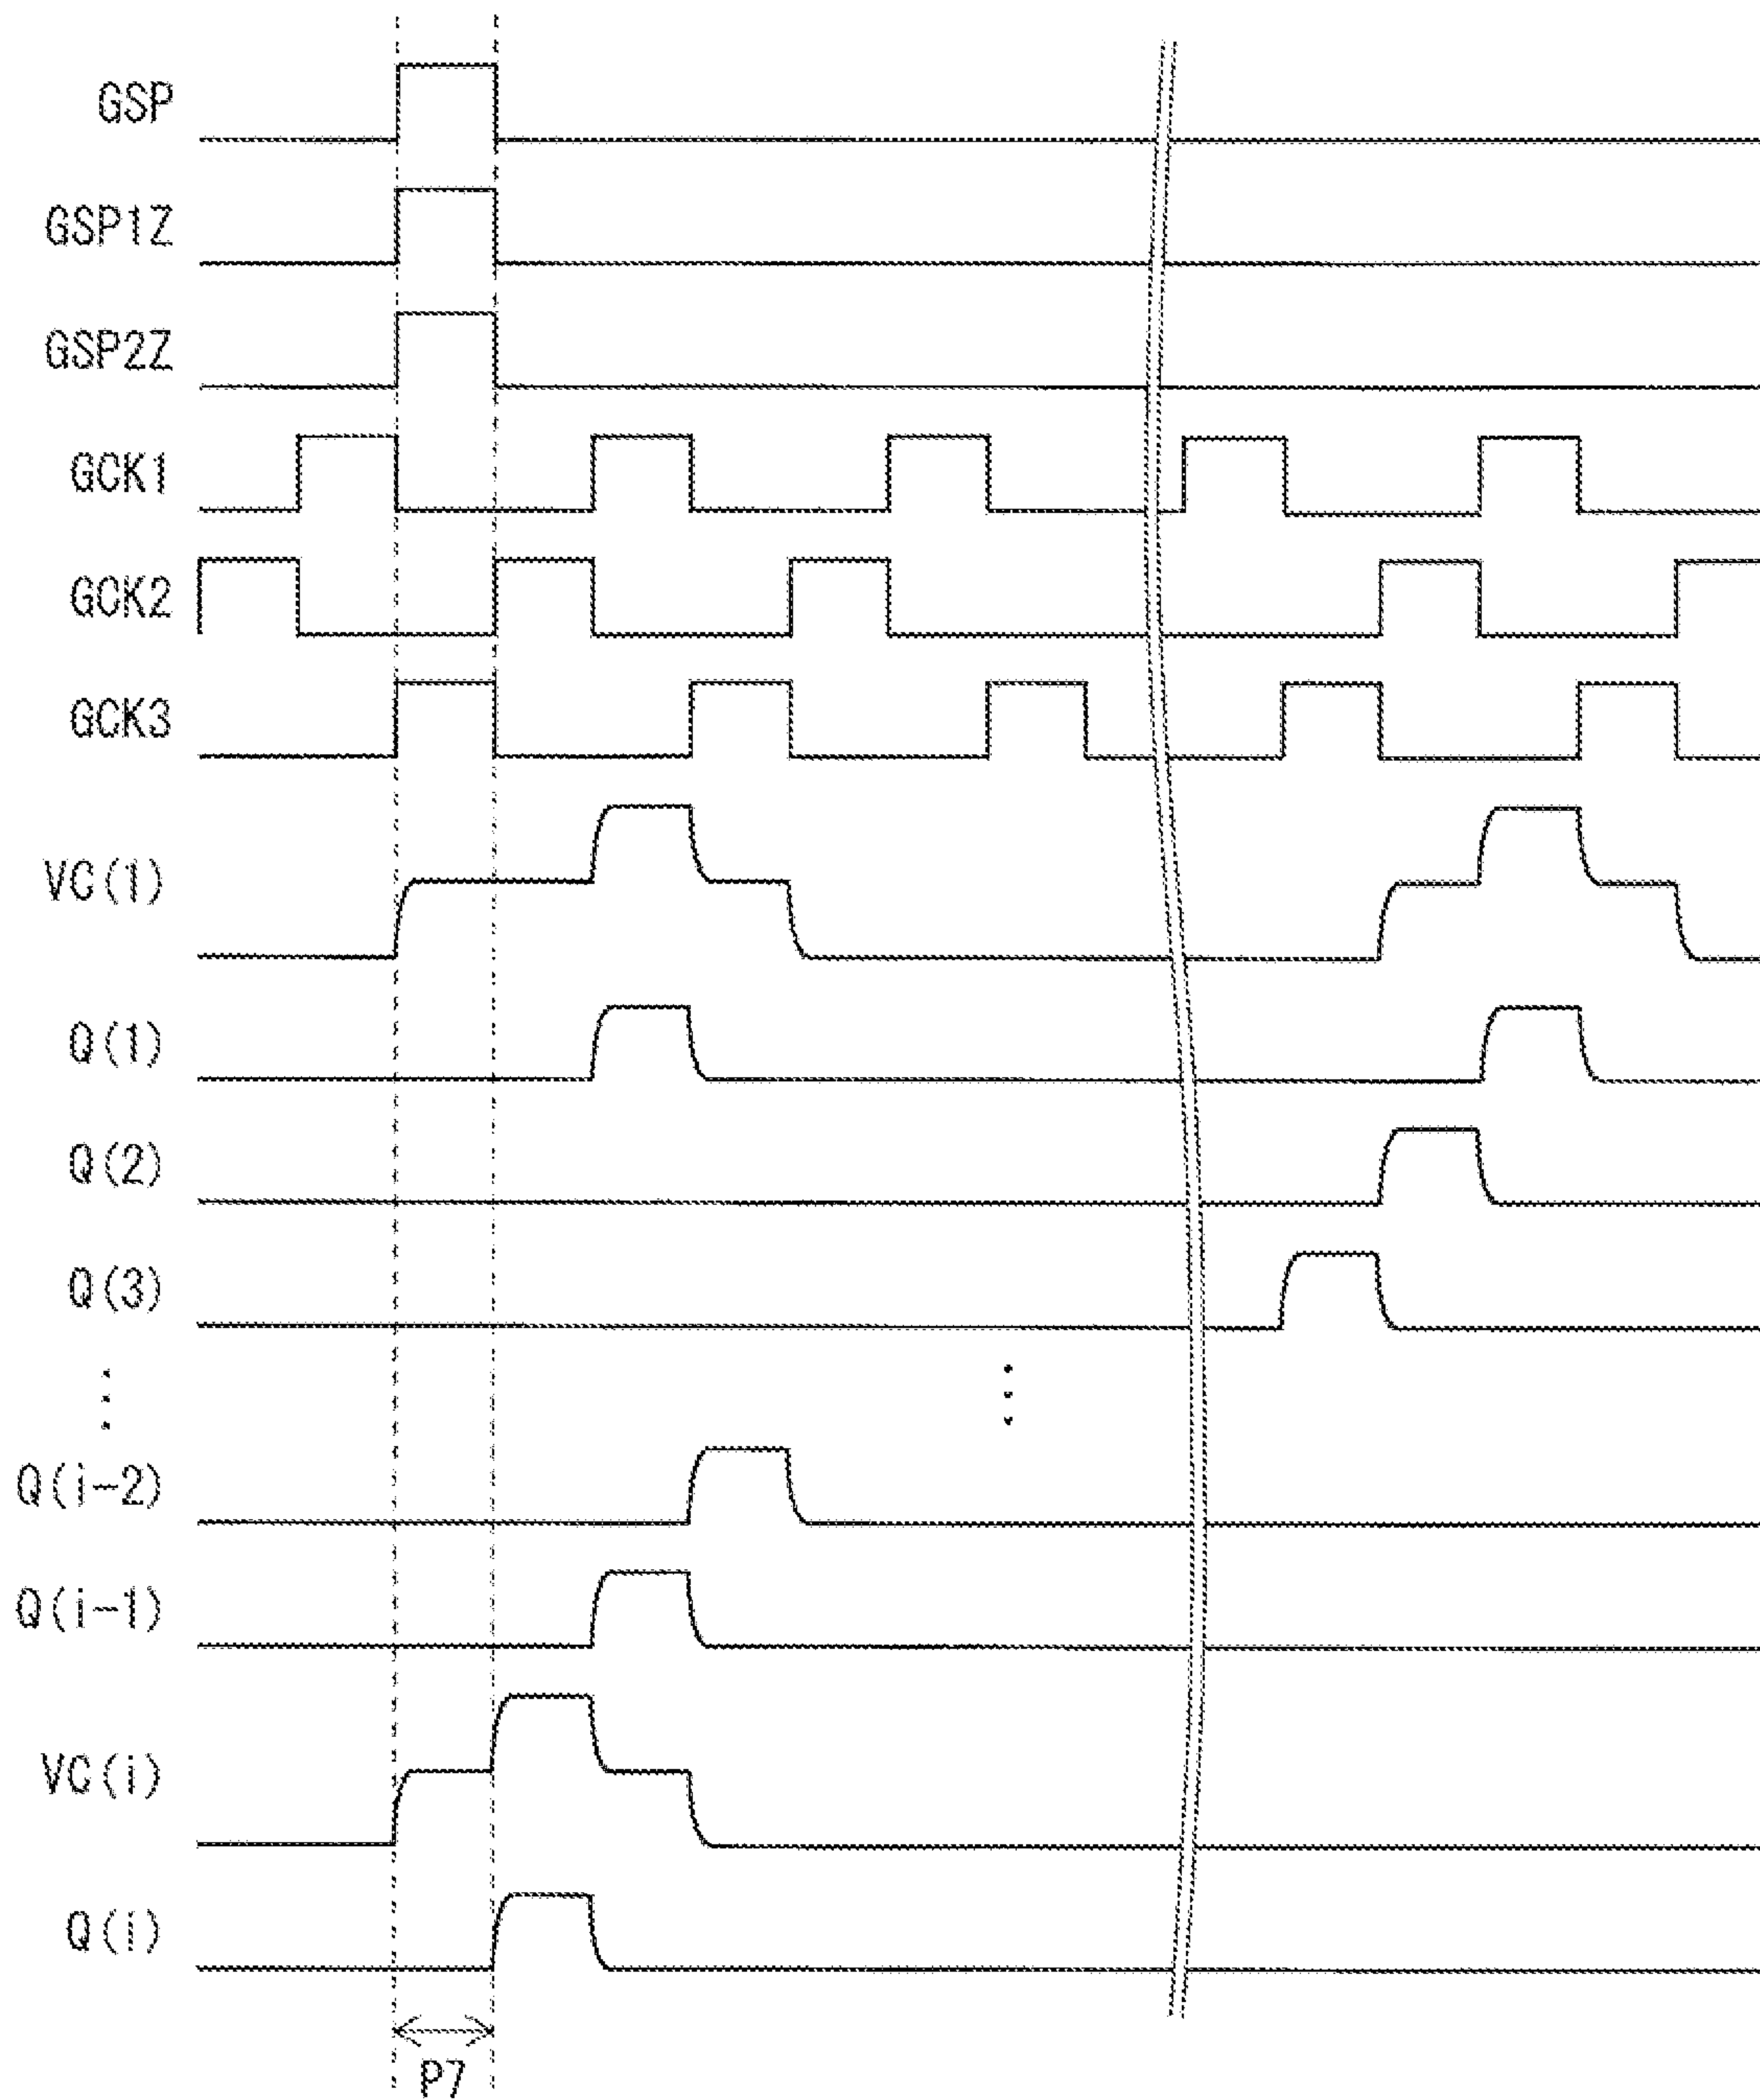 GSP
GSP1Z
GSP2Z
GCK1
GCK2
GCK3
VC(1)
Q(1)
Q(2)
Q(3)
Q(i-2)
Q(i-1)
VC(i)
Q(i)
P7